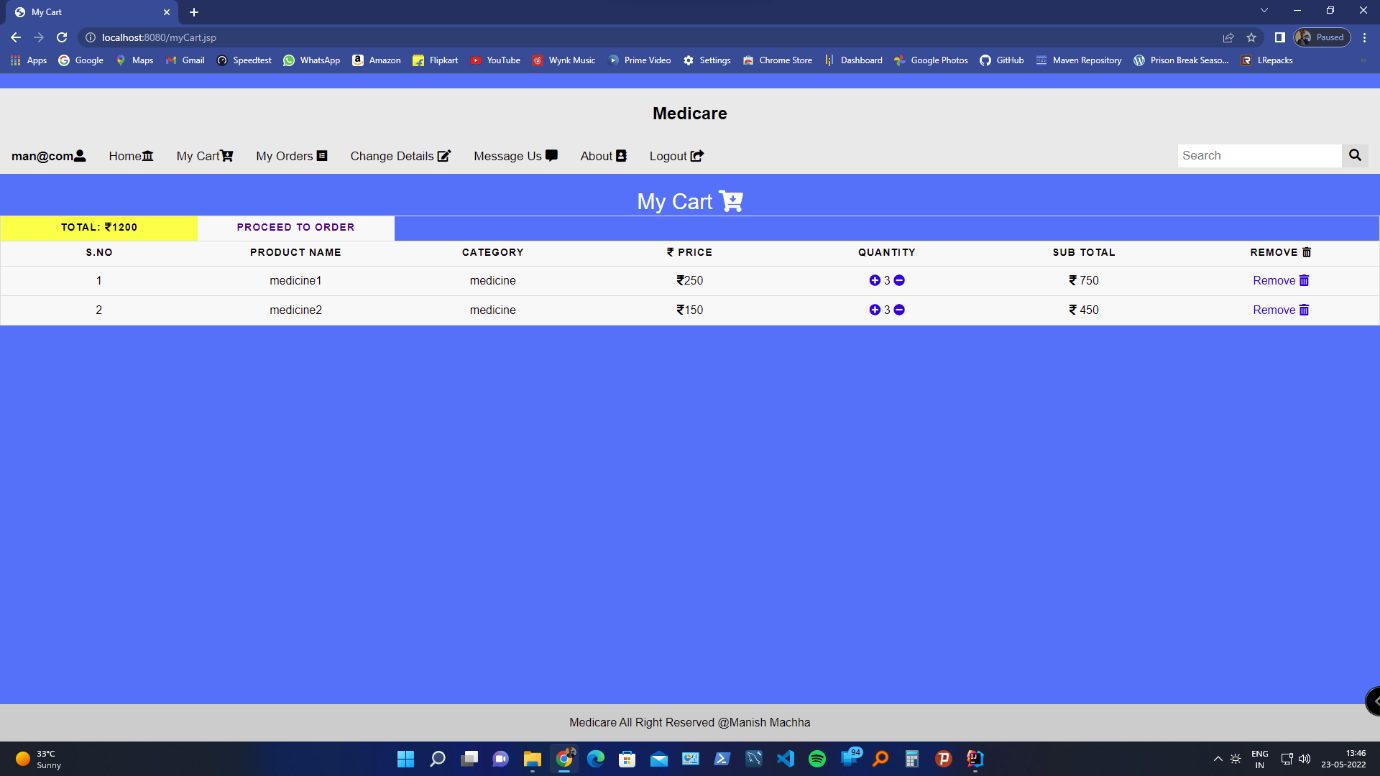 My Cart
localhost:8080/myCart.jsp
Paused
Apps Google Maps Gmail Speedtest WhatsApp Amazon Flipkart YouTube Wynk Music Prime Video Settings Chrome Store Dashboard Google Photos GitHub Maven Repository Prison Break Seaso... LRepacks
Medicare
man@com Home My Cart My Orders Change Details Message Us About Logout Search
My Cart
TOTAL: ₹1200 PROCEED TO ORDER
S.NO PRODUCT NAME CATEGORY ₹ PRICE QUANTITY SUB TOTAL REMOVE
1 medicine1 medicine ₹250 3 ₹ 750 Remove
2 medicine2 medicine ₹150 3 ₹ 450 Remove
Medicare All Right Reserved @Manish Machha
33°C
Sunny
94
ENG
IN
13:46
23-05-2022